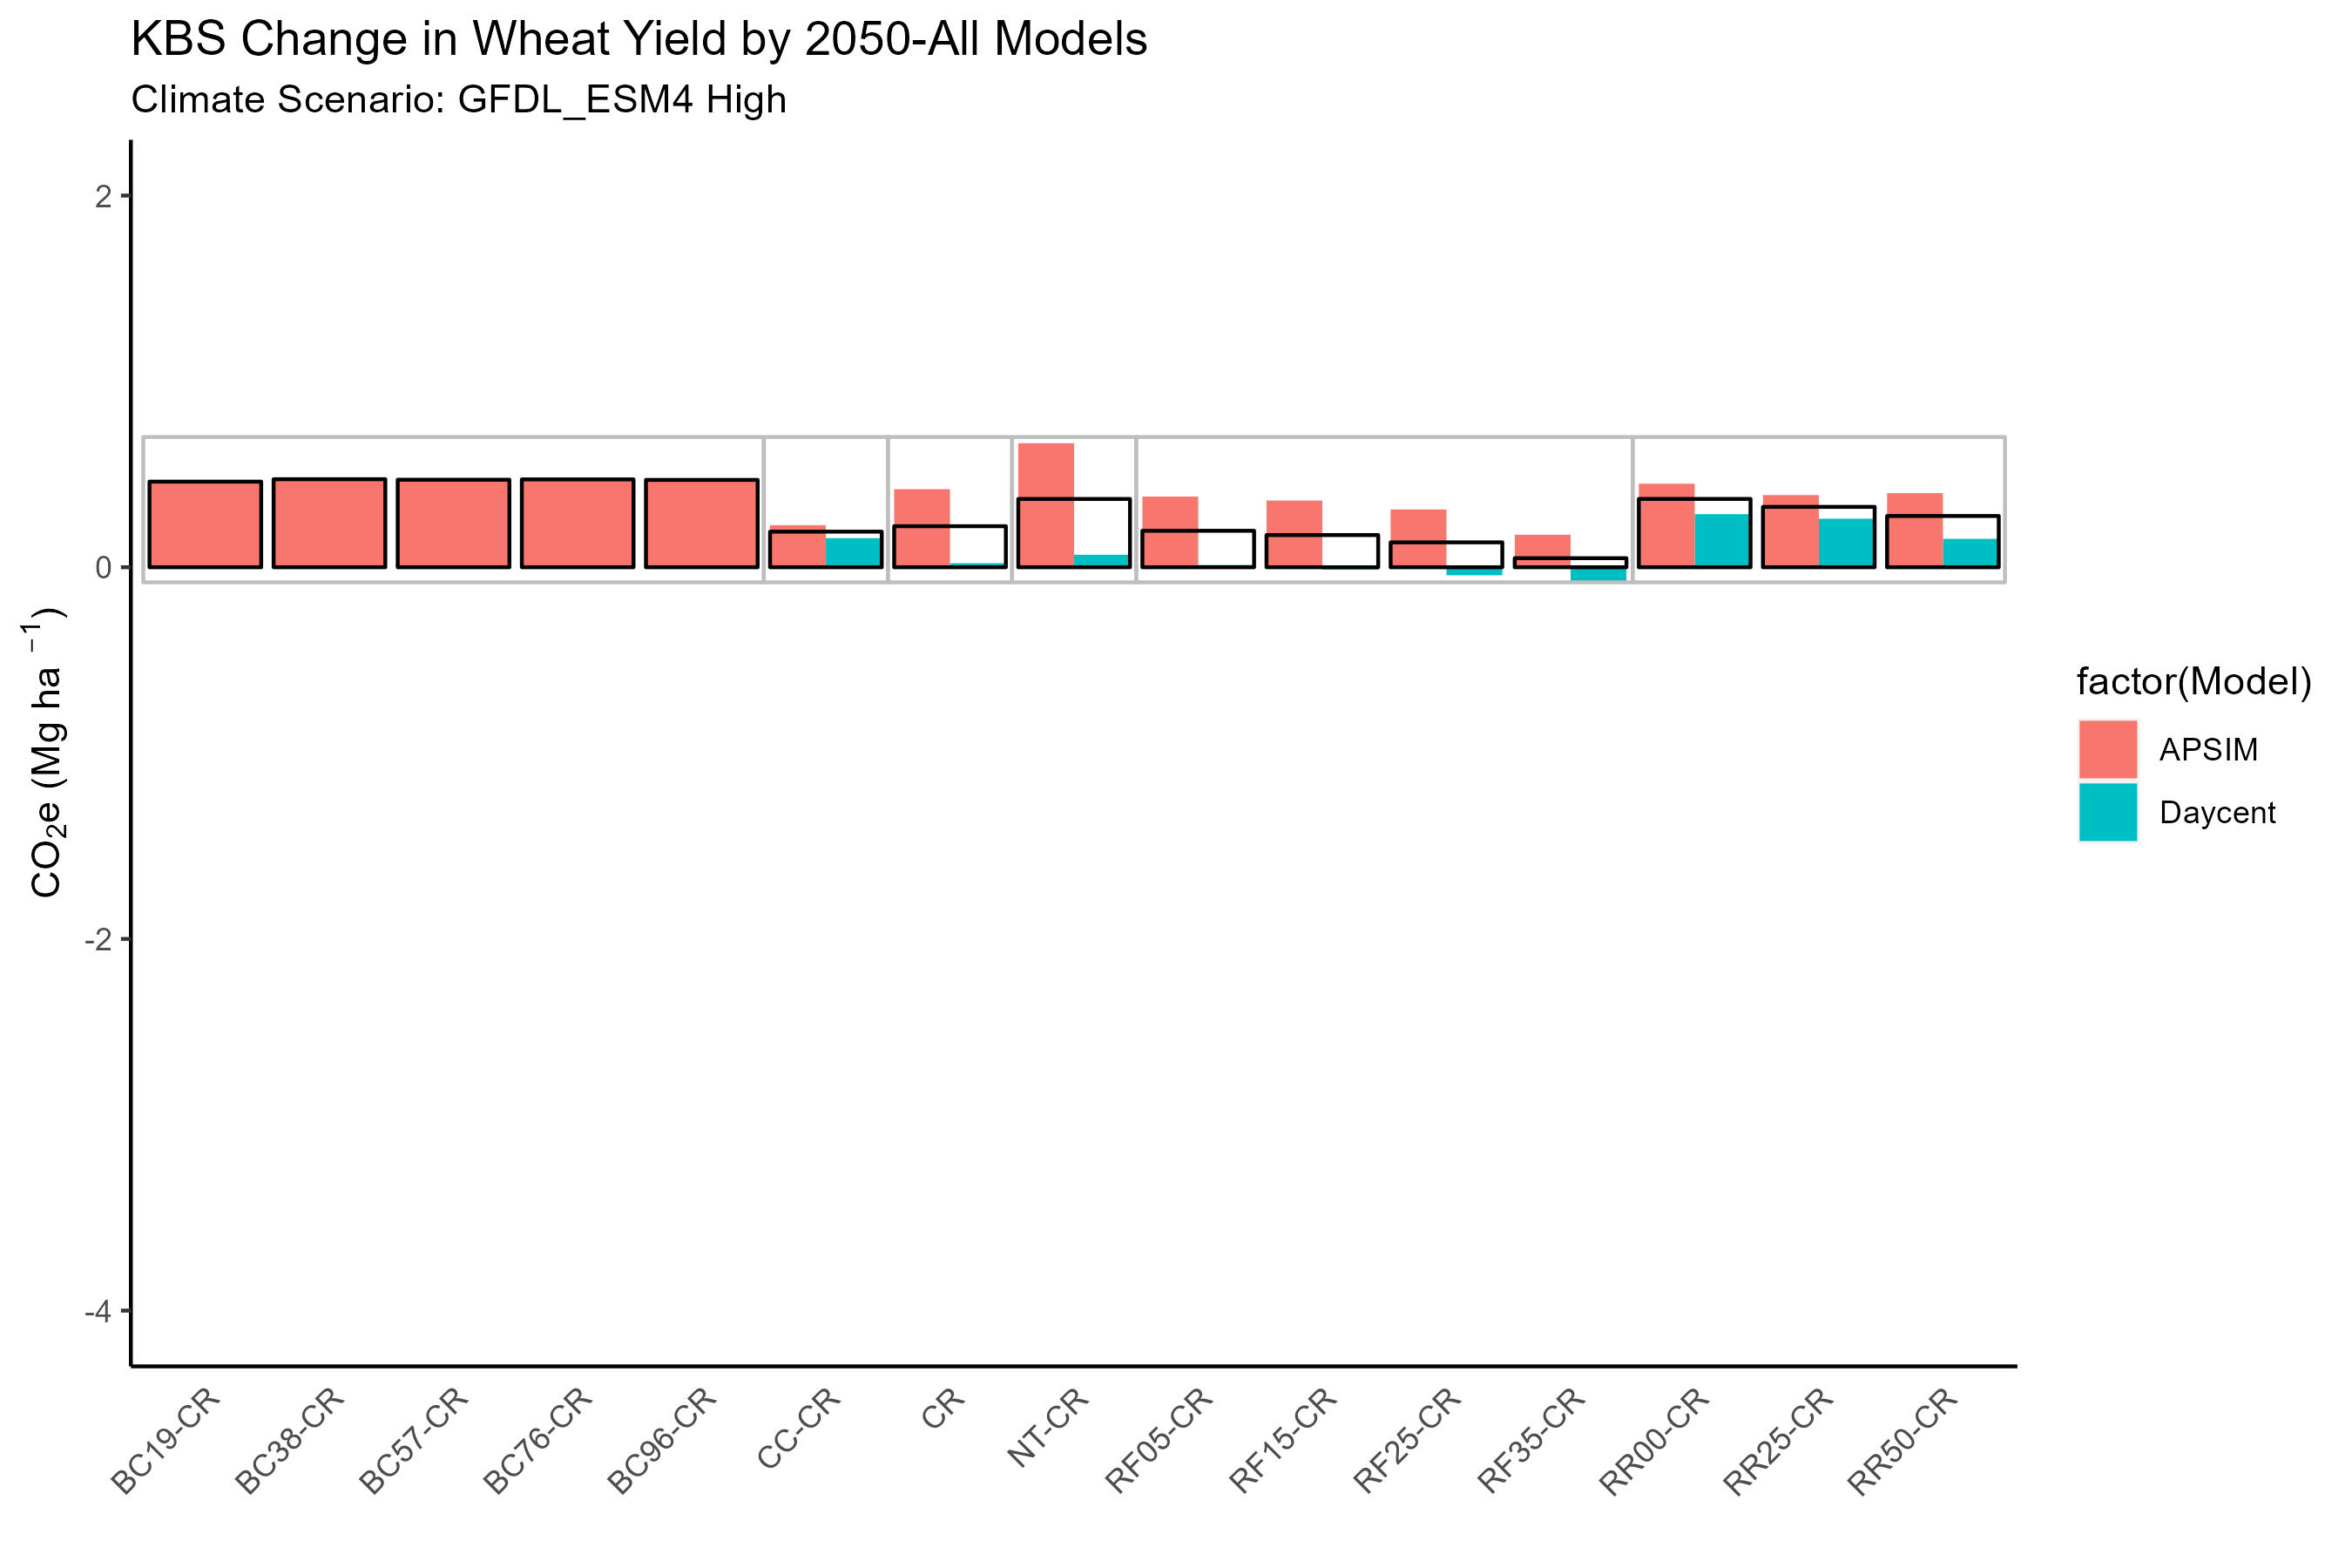 KBS Change in Wheat Yield by 2050-All Models
Climate Scenario: GFDL_ESM4 High
CO₂e (Mg ha ⁻¹)
2
0
-2
-4
BC19-CR
BC38-CR
BC57-CR
BC76-CR
BC96-CR
CC-CR
CR
NT-CR
RF05-CR
RF15-CR
RF25-CR
RF35-CR
RR00-CR
RR25-CR
RR50-CR
factor(Model)
APSIM
Daycent